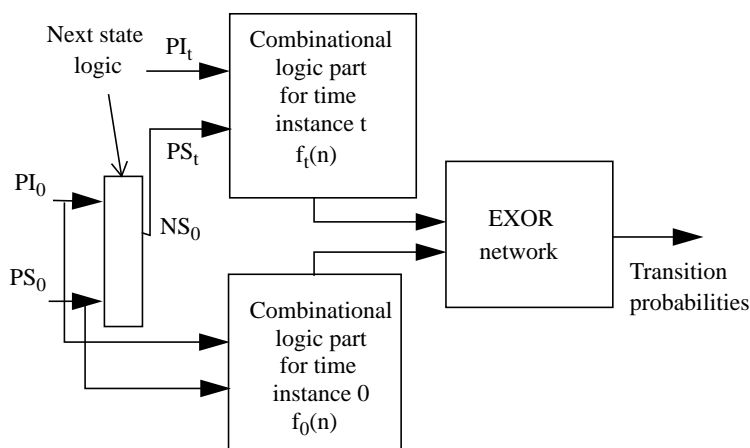 Next state
logic
PI_t
PS_t
Combinational
logic part
for time
instance t
f_t(n)
PI_0
NS_0
PS_0
EXOR
network
Transition
probabilities
Combinational
logic part
for time
instance 0
f_0(n)